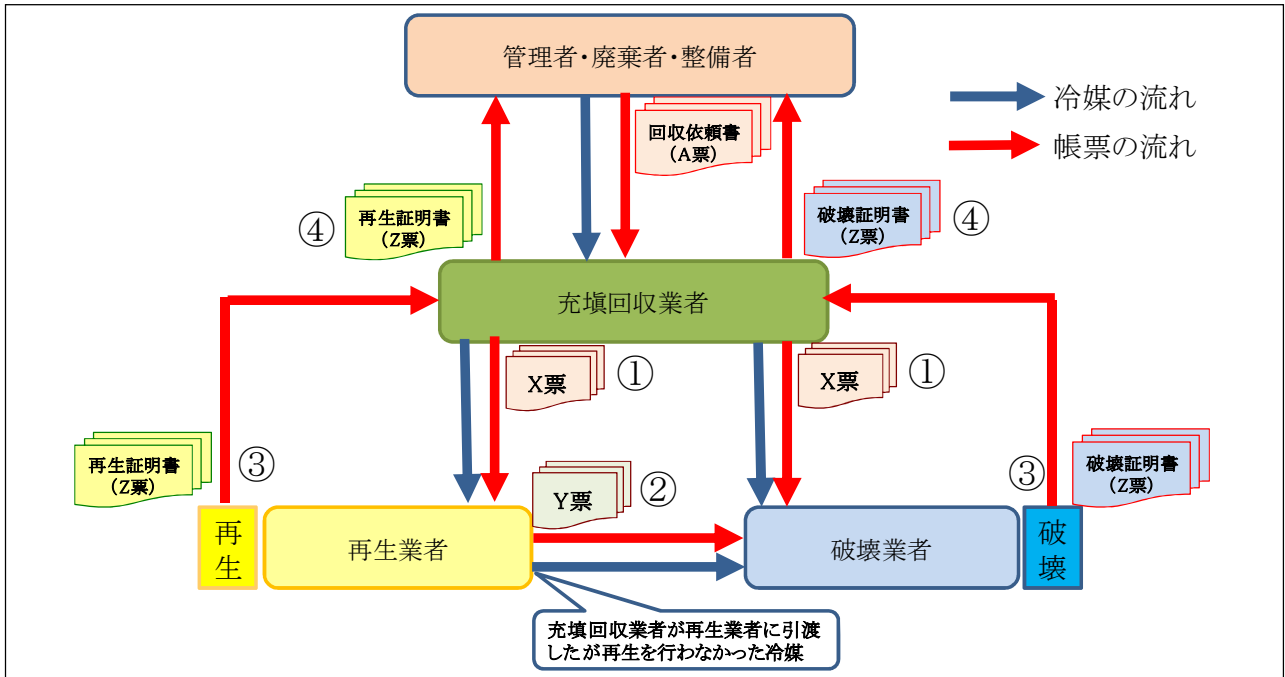 管理者・廃棄者・整備者
冷媒の流れ
帳票の流れ
回収依頼書
(A票)
再生証明書
(Z票)
④
破壊証明書
(Z票)
④
充塡回収業者
X票
①
X票
①
再生証明書
(Z票)
③
破壊証明書
(Z票)
③
Y票
②
再生
再生業者
破壊業者
破壊
充塡回収業者が再生業者に引渡
したが再生を行わなかった冷媒